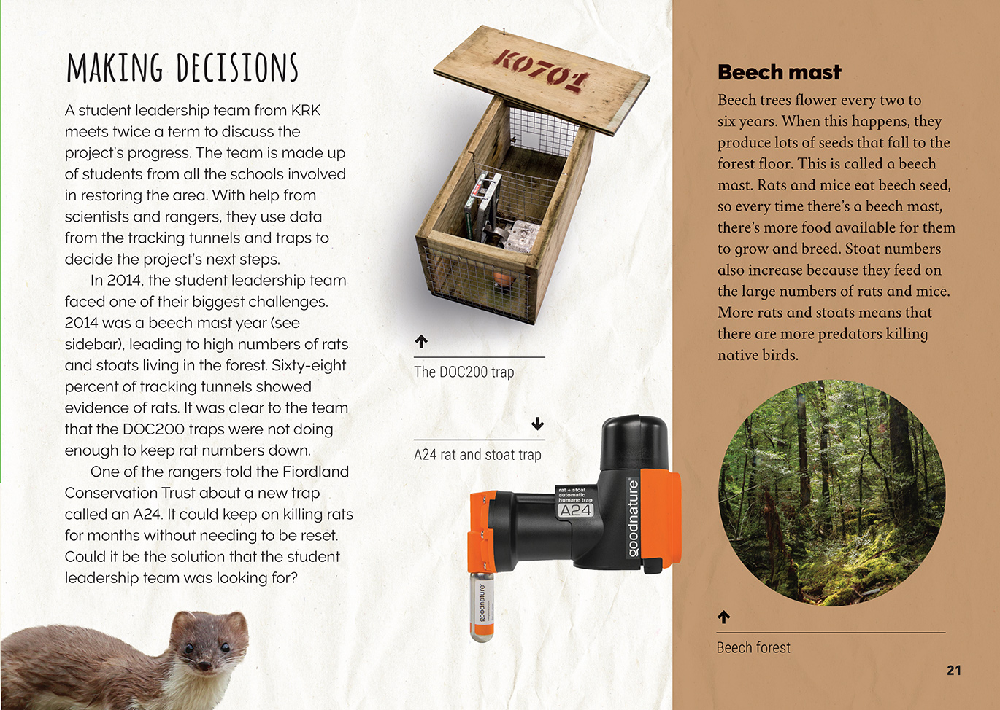 MAKING DECISIONS
A student leadership team from KRK
meets twice a term to discuss the
project's progress. The team is made up
of students from all the schools involved
in restoring the area. With help from
scientists and rangers, they use data
from the tracking tunnels and traps to
decide the project's next steps.
In 2014, the student leadership team
faced one of their biggest challenges.
2014 was a beech mast year (see
sidebar), leading to high numbers of rats
and stoats living in the forest. Sixty-eight
percent of tracking tunnels showed
evidence of rats. It was clear to the team
that the DOC200 traps were not doing
enough to keep rat numbers down.
One of the rangers told the Fiordland
Conservation Trust about a new trap
called an A24. It could keep on killing rats
for months without needing to be reset.
Could it be the solution that the student
leadership team was looking for?
K0701
The DOC200 trap
A24 rat and stoat trap
rat + stoat
automatic
humane trap
A24
goodnature®
goodnature®
Beech mast
Beech trees flower every two to
six years. When this happens, they
produce lots of seeds that fall to the
forest floor. This is called a beech
mast. Rats and mice eat beech seed,
so every time there's a beech mast,
there's more food available for them
to grow and breed. Stoat numbers
also increase because they feed on
the large numbers of rats and mice.
More rats and stoats means that
there are more predators killing
native birds.
Beech forest
21